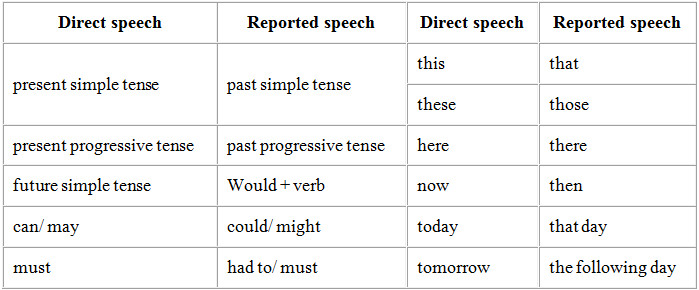 Direct speech Reported speech Direct speech Reported speech
present simple tense past simple tense this that
these those
present progressive tense past progressive tense here there
future simple tense Would + verb now then
can/ may could/ might today that day
must had to/ must tomorrow the following day